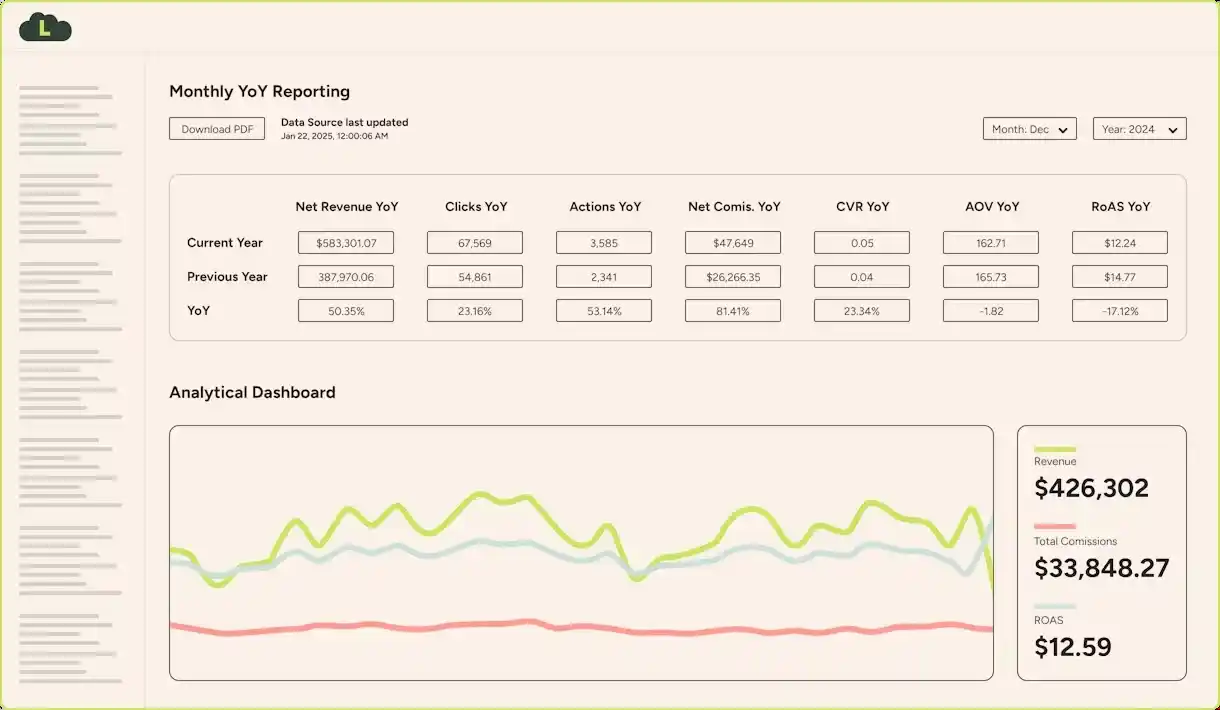 L
Monthly YoY Reporting
Download PDF
Data Source last updated
Jan 22, 2025, 12:00:06 AM
Month: Dec
Year: 2024
Net Revenue YoY Clicks YoY Actions YoY Net Comis. YoY CVR YoY AOV YoY RoAS YoY
Current Year $583,301.07 67,569 3,585 $47,649 0.05 162.71 $12.24
Previous Year 387,970.06 54,861 2,341 $26,266.35 0.04 165.73 $14.77
YoY 50.35% 23.16% 53.14% 81.41% 23.34% -1.82 -17.12%
Analytical Dashboard
Revenue
$426,302
Total Comissions
$33,848.27
ROAS
$12.59